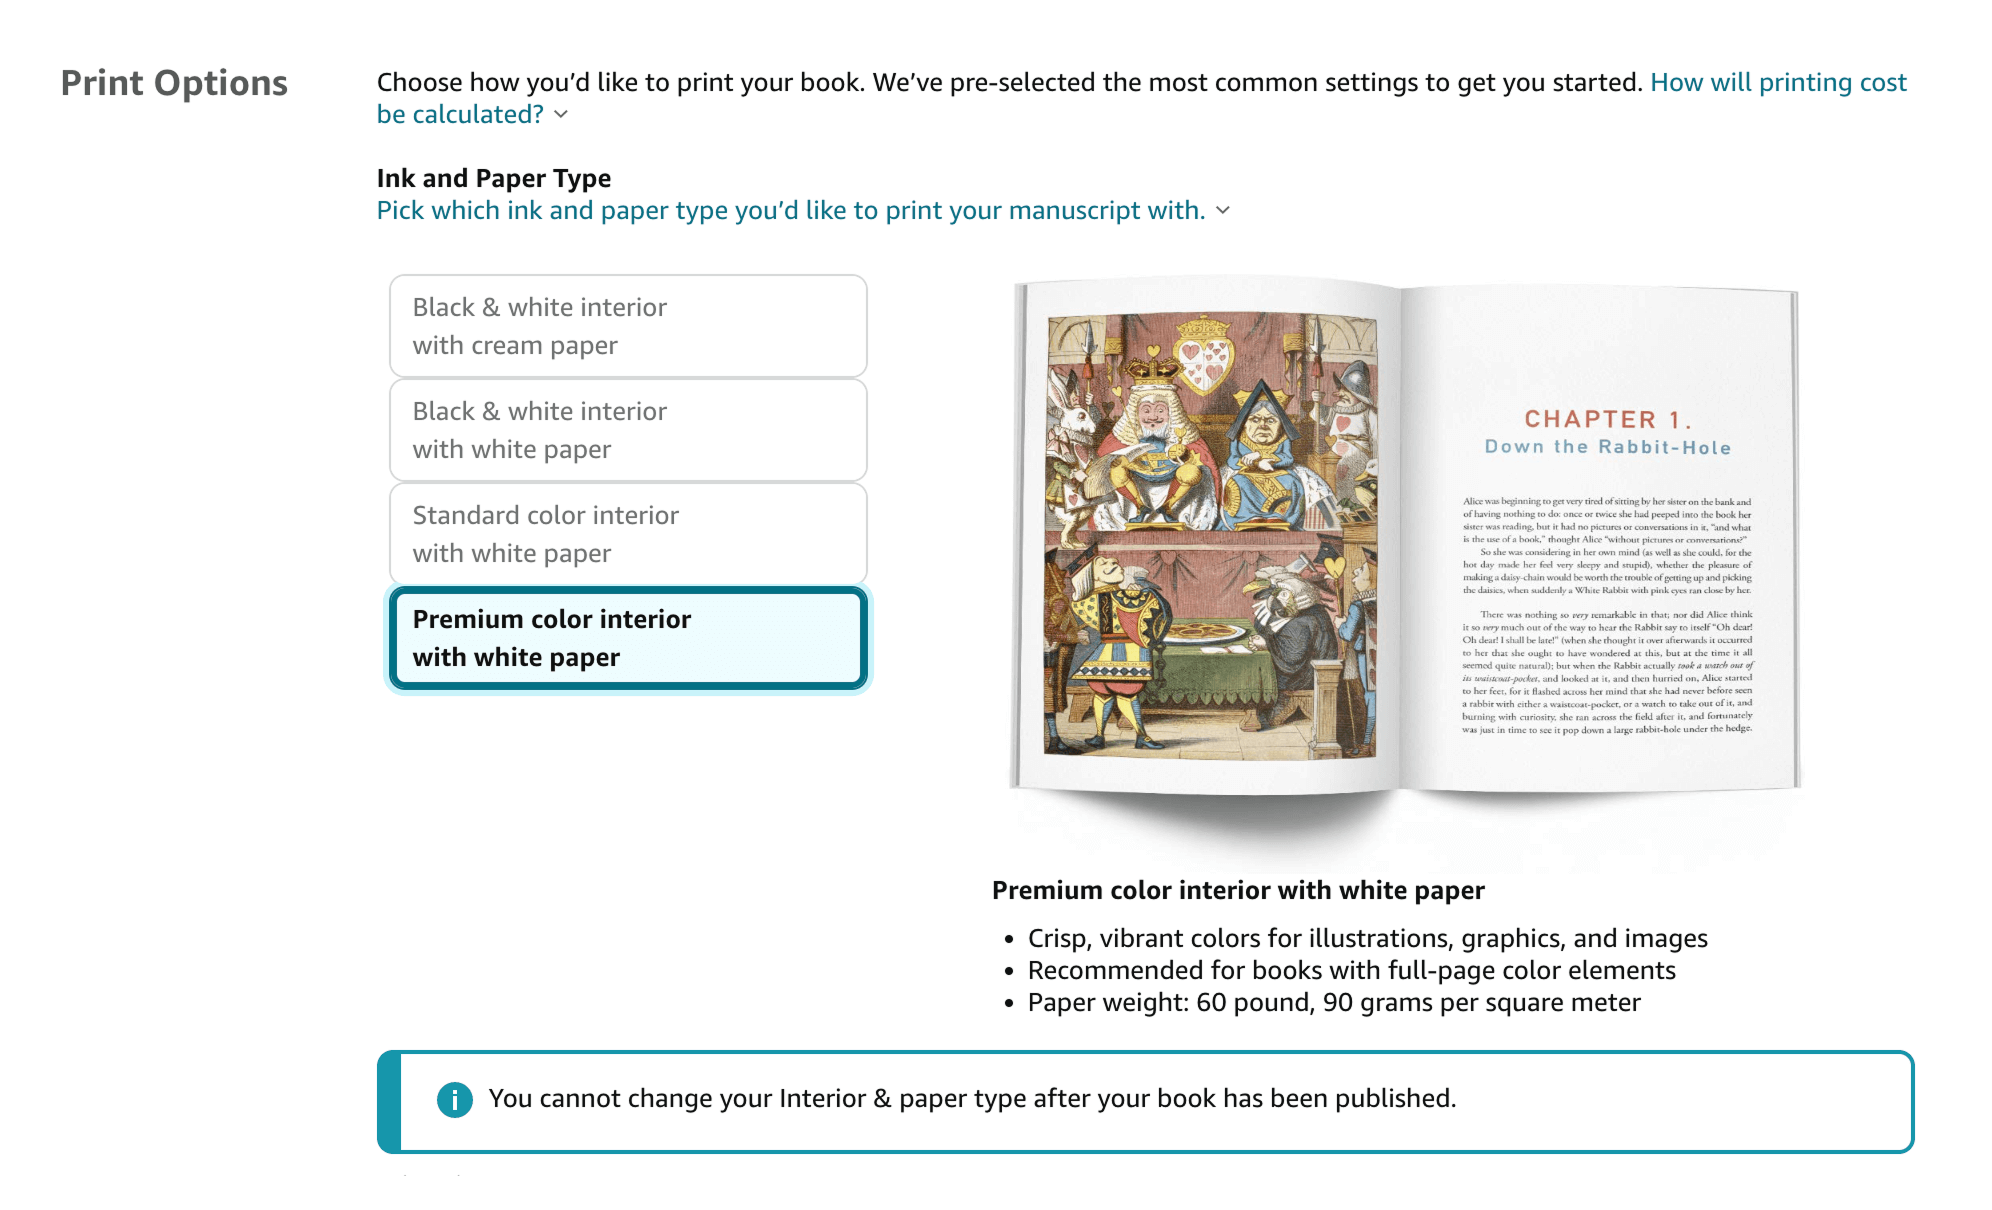 Print Options
Choose how you’d like to print your book. We’ve pre-selected the most common settings to get you started. How will printing cost
be calculated?
Ink and Paper Type
Pick which ink and paper type you’d like to print your manuscript with.
Black & white interior
with cream paper
Black & white interior
with white paper
Standard color interior
with white paper
Premium color interior
with white paper
CHAPTER 1.
Down the Rabbit-Hole
Alice was beginning to get very tired of sitting by her sister on the bank and
of having nothing to do: once or twice she had peeped into the book her
sister was reading, but it had no pictures or conversations in it, "and what
is the use of a book," thought Alice "without pictures or conversations?"
So she was considering in her own mind (as well as she could, for the
hot day made her feel very sleepy and stupid), whether the pleasure of
making a daisy-chain would be worth the trouble of getting up and picking
the daisies, when suddenly a White Rabbit with pink eyes ran close by her.
There was nothing so very remarkable in that; nor did Alice think
it so very much out of the way to hear the Rabbit say to itself "Oh dear!
Oh dear! I shall be late!" (when she thought it over afterwards it occurred
to her that she ought to have wondered at this, but at the time it all
seemed quite natural); but when the Rabbit actually took a watch out of
its waistcoat-pocket, and looked at it, and then hurried on, Alice started
to her feet, for it flashed across her mind that she had never before seen
a rabbit with either a waistcoat-pocket, or a watch to take out of it, and
burning with curiosity, she ran across the field after it, and fortunately
was just in time to see it pop down a large rabbit-hole under the hedge.
Premium color interior with white paper
• Crisp, vibrant colors for illustrations, graphics, and images
• Recommended for books with full-page color elements
• Paper weight: 60 pound, 90 grams per square meter
You cannot change your Interior & paper type after your book has been published.